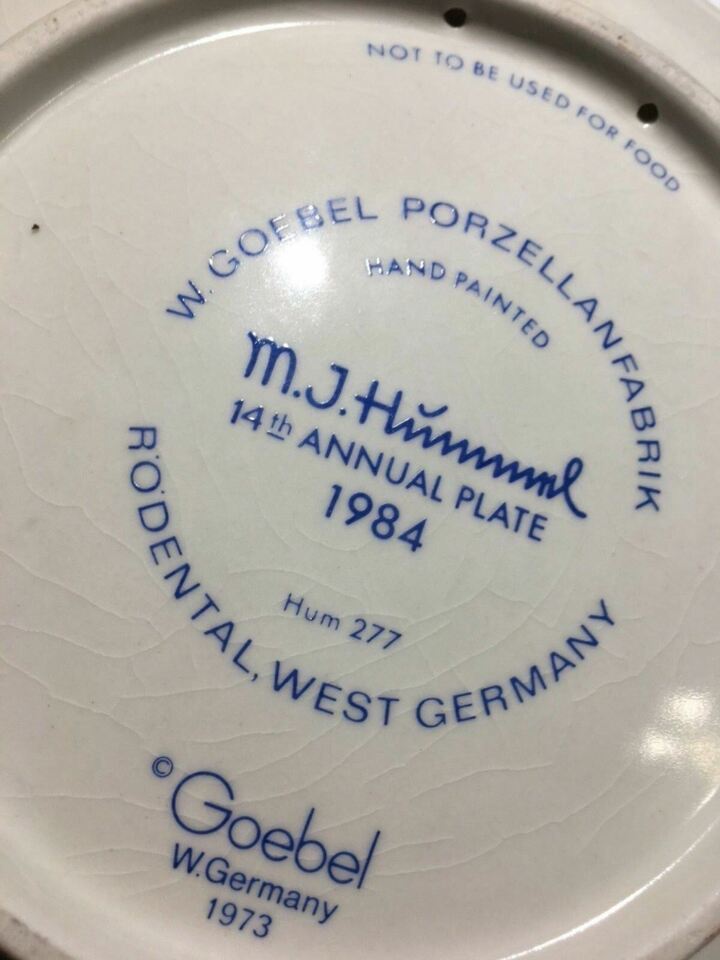 NOT TO BE USED FOR FOOD
W. GOEBEL PORZELLANFABRIK
HAND PAINTED
M.J.Hummel
14th ANNUAL PLATE
1984
Hum 277
RÖDENTAL, WEST GERMANY
© Goebel
W.Germany
1973